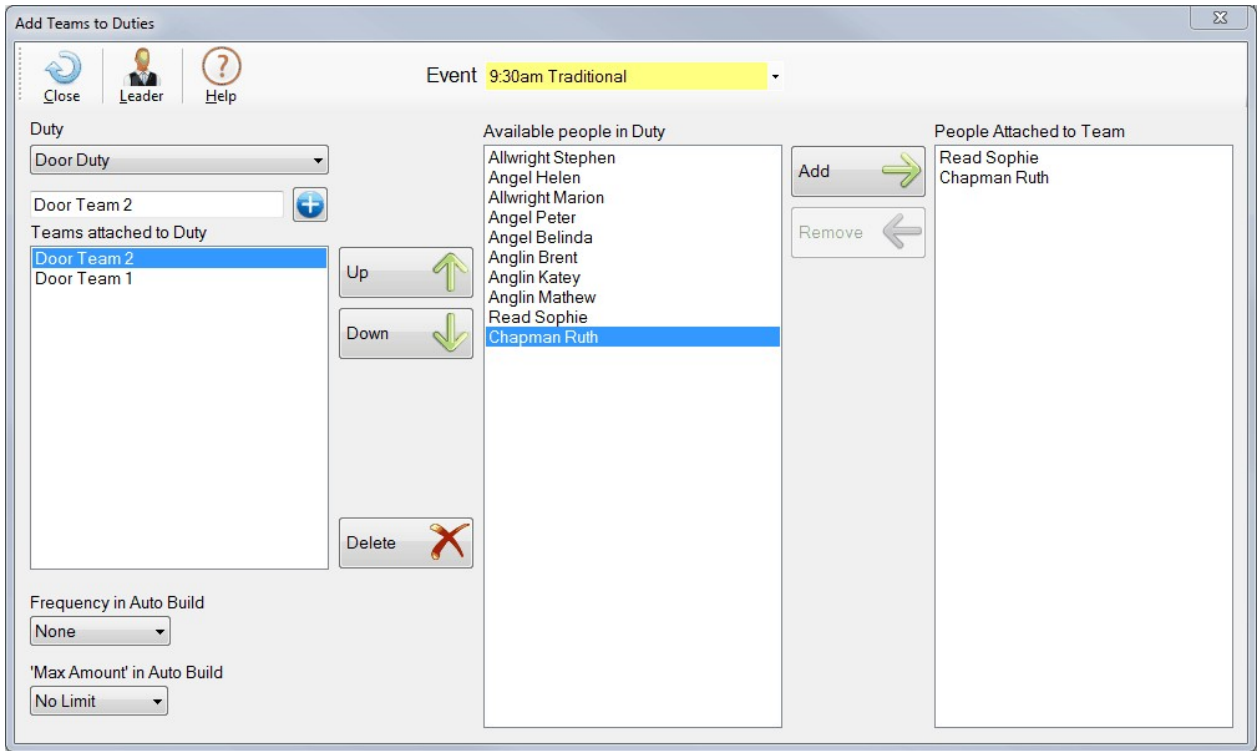 Add Teams to Duties
Close
Leader
?
Help
Event
9:30am Traditional
Duty
Door Duty
Door Team 2
Teams attached to Duty
Door Team 2
Door Team 1
Up
Down
Delete
Frequency in Auto Build
None
'Max Amount' in Auto Build
No Limit
Available people in Duty
Allwright Stephen
Angel Helen
Allwright Marion
Angel Peter
Angel Belinda
Anglin Brent
Anglin Katey
Anglin Mathew
Read Sophie
Chapman Ruth
Add
Remove
People Attached to Team
Read Sophie
Chapman Ruth